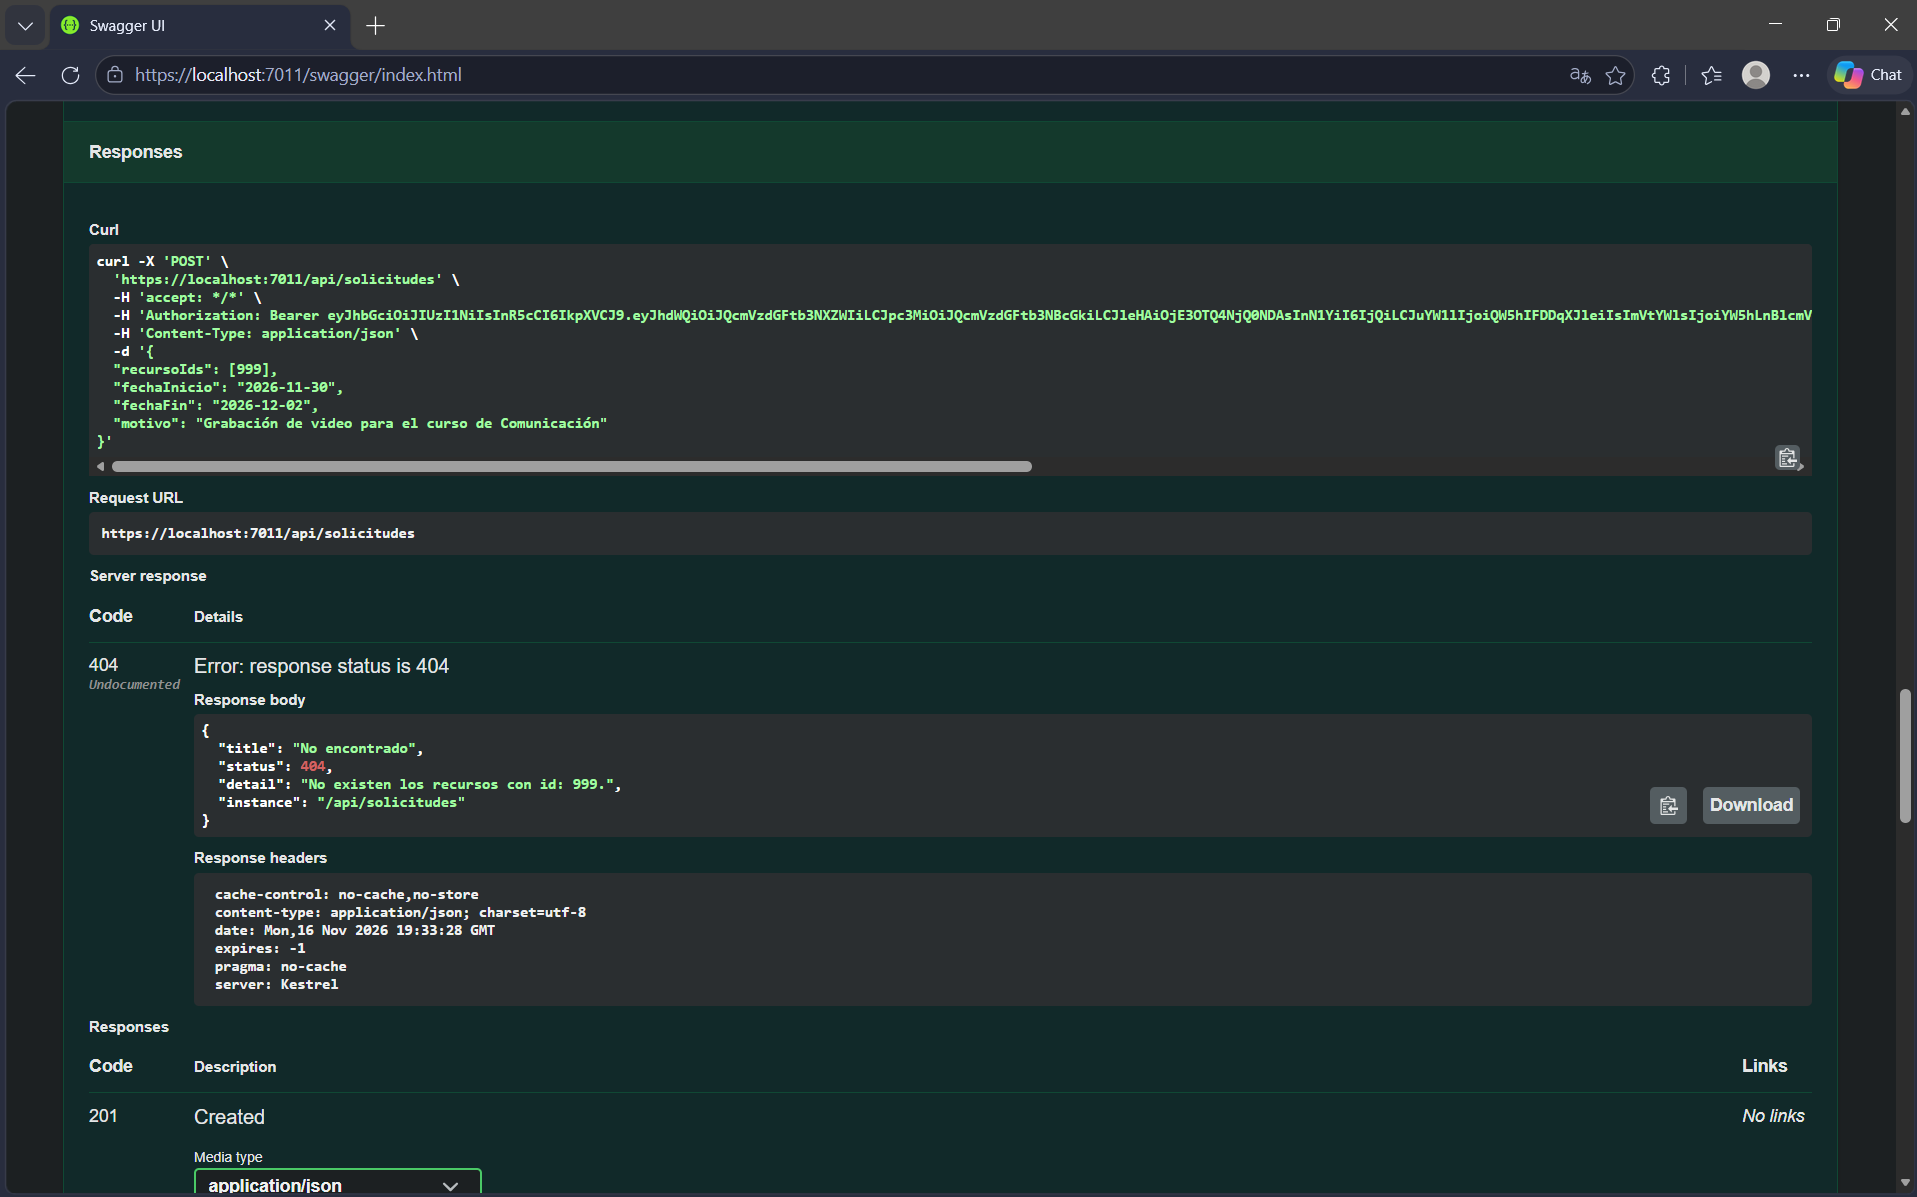 Swagger UI
https://localhost:7011/swagger/index.html
Chat
Responses
Curl
curl -X 'POST' \
'https://localhost:7011/api/solicitudes' \
-H 'accept: */*' \
-H 'Authorization: Bearer eyJhbGciOiJIUzI1NiIsInR5cCI6IkpXVCJ9.eyJhdWQiOiJQcmVzdGFtb3NXZWIiLCJpc3MiOiJQcmVzdGFtb3NBcGkiLCJleHAiOjE3OTQ4NjQ0NDAsInN1YiI6IjQiLCJuYW1lIjoiQW5hIFDDqXJleiIsImVtYWlsIjoiYW5hLnBlcmV
-H 'Content-Type: application/json' \
-d '{
"recursoIds": [999],
"fechaInicio": "2026-11-30",
"fechaFin": "2026-12-02",
"motivo": "Grabación de video para el curso de Comunicación"
}'
Request URL
https://localhost:7011/api/solicitudes
Server response
Code Details
404 Error: response status is 404
Undocumented
Response body
{
"title": "No encontrado",
"status": 404,
"detail": "No existen los recursos con id: 999.",
"instance": "/api/solicitudes"
}
Download
Response headers
cache-control: no-cache,no-store
content-type: application/json; charset=utf-8
date: Mon,16 Nov 2026 19:33:28 GMT
expires: -1
pragma: no-cache
server: Kestrel
Responses
Code Description Links
201 Created No links
Media type
application/json